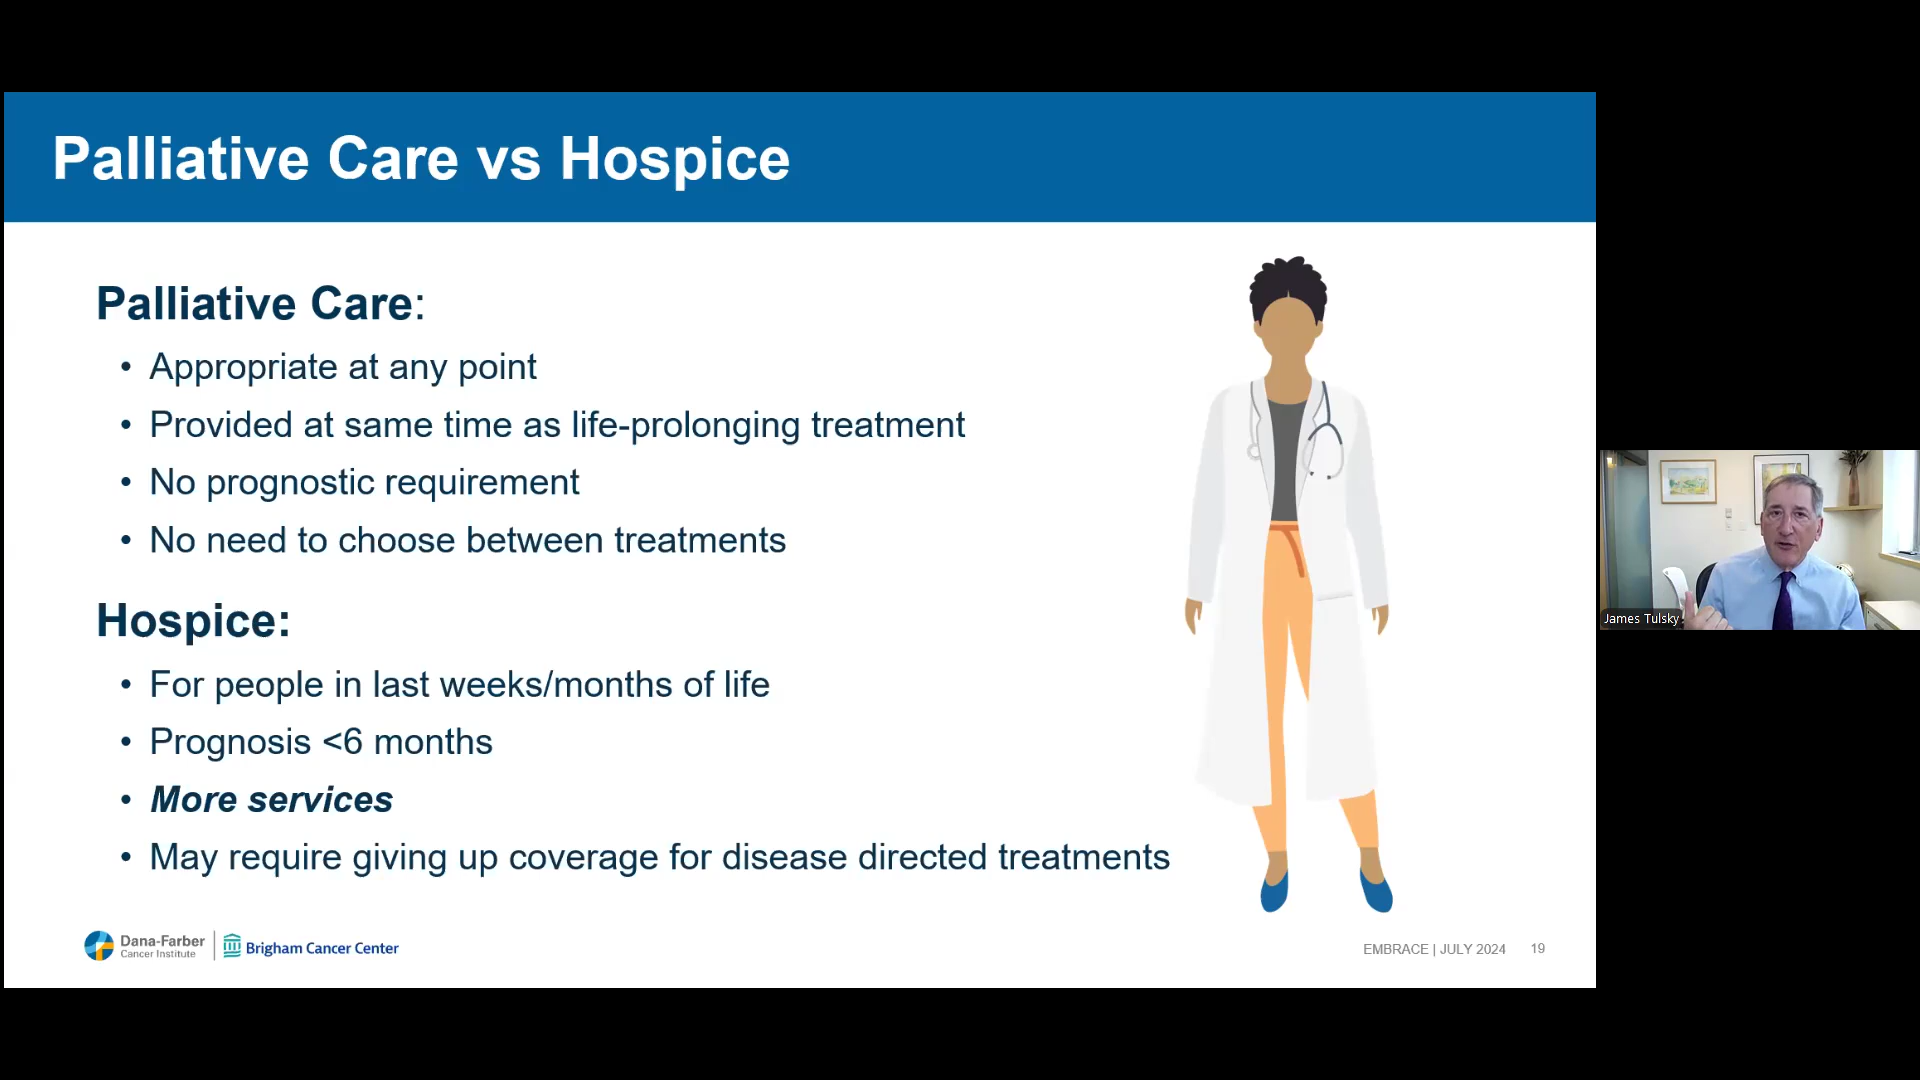 Palliative Care vs Hospice
Palliative Care:
• Appropriate at any point
• Provided at same time as life-prolonging treatment
• No prognostic requirement
• No need to choose between treatments
Hospice:
• For people in last weeks/months of life
• Prognosis <6 months
• More services
• May require giving up coverage for disease directed treatments
Dana-Farber
Cancer Institute
Brigham Cancer Center
EMBRACE | JULY 2024 19
James Tulsky